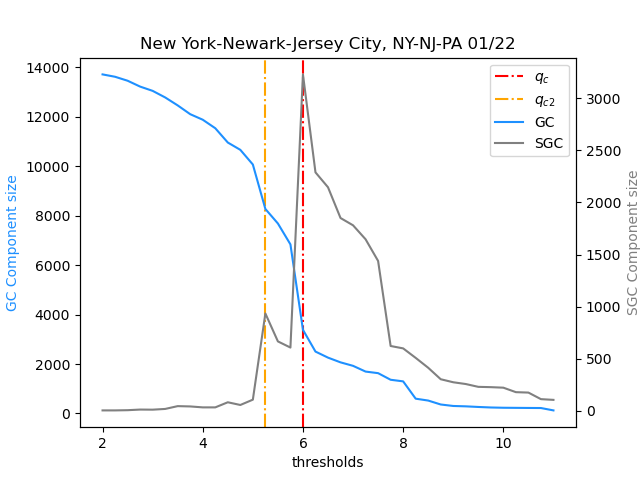 New York-Newark-Jersey City, NY-NJ-PA 01/22
14000
12000
10000
8000
6000
4000
2000
0
GC Component size
2
4
6
8
10
thresholds
3000
2500
2000
1500
1000
500
0
SGC Component size
q_c
q_c2
GC
SGC